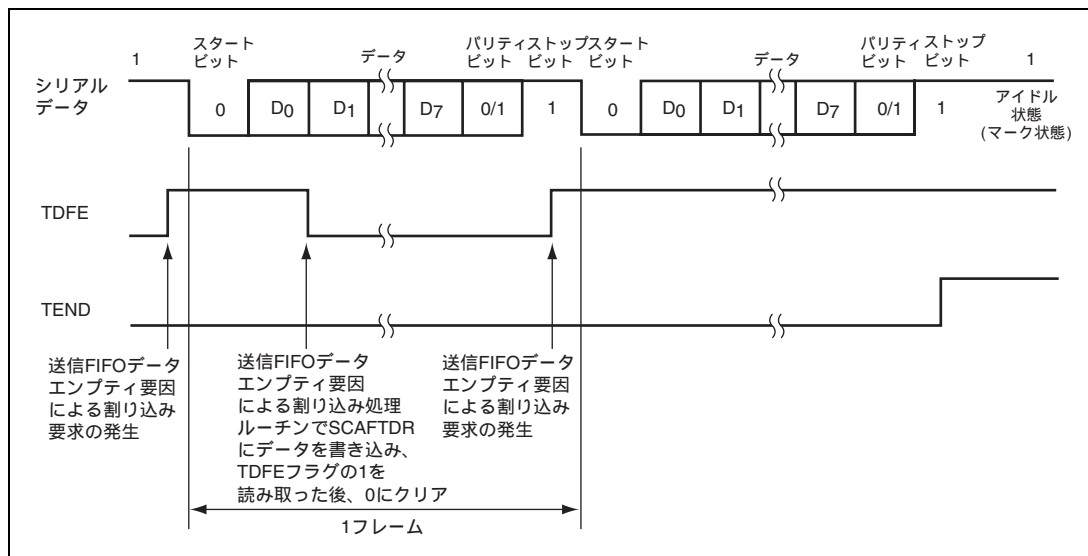 1
スタート
ビット
データ
パリティ
ビット
ストップ
ビット
スタート
ビット
データ
パリティ
ビット
ストップ
ビット
1
シリアル
データ
0
D0
D1
D7
0/1
1
0
D0
D1
D7
0/1
1
アイドル
状態
(マーク状態)
TDFE
TEND
送信FIFOデータ
エンプティ要因
による割り込み
要求の発生
送信FIFOデータ
エンプティ要因
による割り込み処理
ルーチンでSCAFTDR
にデータを書き込み、
TDFEフラグの1を
読み取った後、0にクリア
送信FIFOデータ
エンプティ要因
による割り込み
要求の発生
1フレーム